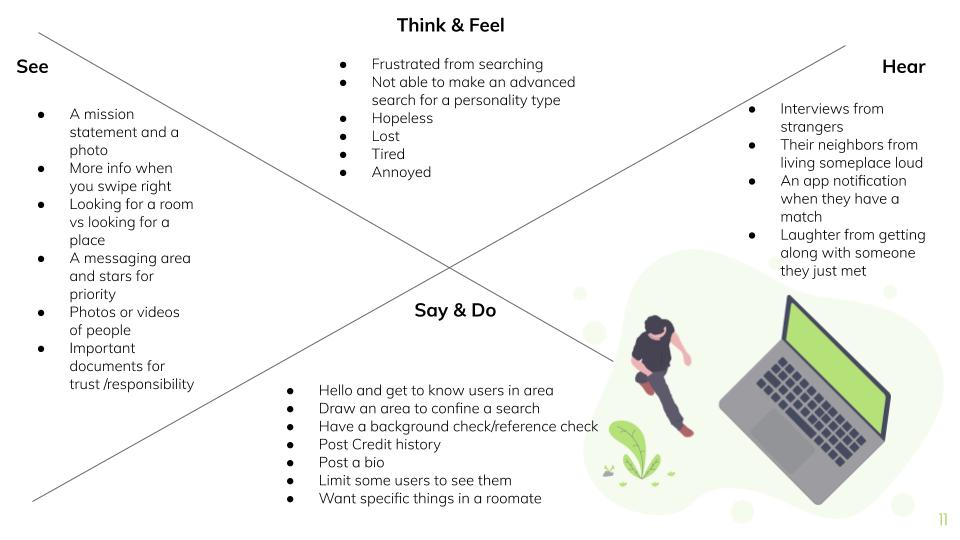 Think & Feel
● Frustrated from searching
● Not able to make an advanced
search for a personality type
● Hopeless
● Lost
● Tired
● Annoyed
See
● A mission
statement and a
photo
● More info when
you swipe right
● Looking for a room
vs looking for a
place
● A messaging area
and stars for
priority
● Photos or videos
of people
● Important
documents for
trust /responsibility
Hear
● Interviews from
strangers
● Their neighbors from
living someplace loud
● An app notification
when they have a
match
● Laughter from getting
along with someone
they just met
Say & Do
● Hello and get to know users in area
● Draw an area to confine a search
● Have a background check/reference check
● Post Credit history
● Post a bio
● Limit some users to see them
● Want specific things in a roomate
11